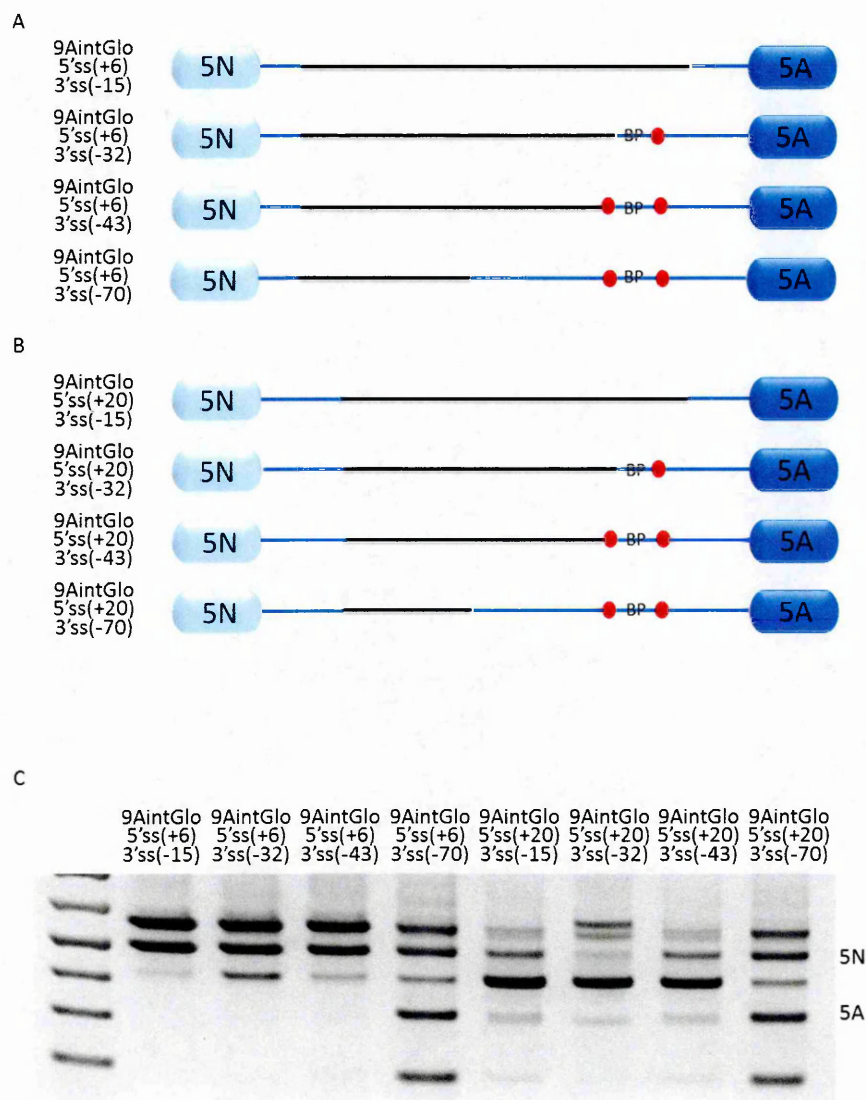 A
9AintGlo
5'ss(+6)
3'ss(-15)
5N
5A
9AintGlo
5'ss(+6)
3'ss(-32)
5N
BP
5A
9AintGlo
5'ss(+6)
3'ss(-43)
5N
BP
5A
9AintGlo
5'ss(+6)
3'ss(-70)
5N
BP
5A
B
9AintGlo
5'ss(+20)
3'ss(-15)
5N
5A
9AintGlo
5'ss(+20)
3'ss(-32)
5N
BP
5A
9AintGlo
5'ss(+20)
3'ss(-43)
5N
BP
5A
9AintGlo
5'ss(+20)
3'ss(-70)
5N
BP
5A
C
9AintGlo 9AintGlo 9AintGlo 9AintGlo 9AintGlo 9AintGlo 9AintGlo 9AintGlo
5'ss(+6) 5'ss(+6) 5'ss(+6) 5'ss(+6) 5'ss(+20) 5'ss(+20) 5'ss(+20) 5'ss(+20)
3'ss(-15) 3'ss(-32) 3'ss(-43) 3'ss(-70) 3'ss(-15) 3'ss(-32) 3'ss(-43) 3'ss(-70)
5N
5A